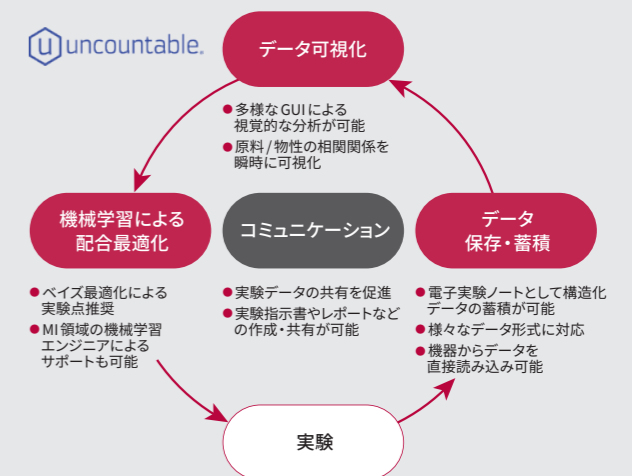 uncountable.
データ可視化
●多様なGUIによる
視覚的な分析が可能
●原料/物性の相関関係を
瞬時に可視化
機械学習による
配合最適化
●ベイズ最適化による
実験点推奨
●MI領域の機械学習
エンジニアによる
サポートも可能
コミュニケーション
●実験データの共有を促進
●実験指示書やレポートなど
の作成・共有が可能
データ
保存・蓄積
●電子実験ノートとして構造化
データの蓄積が可能
●様々なデータ形式に対応
●機器からデータを
直接読み込み可能
実験